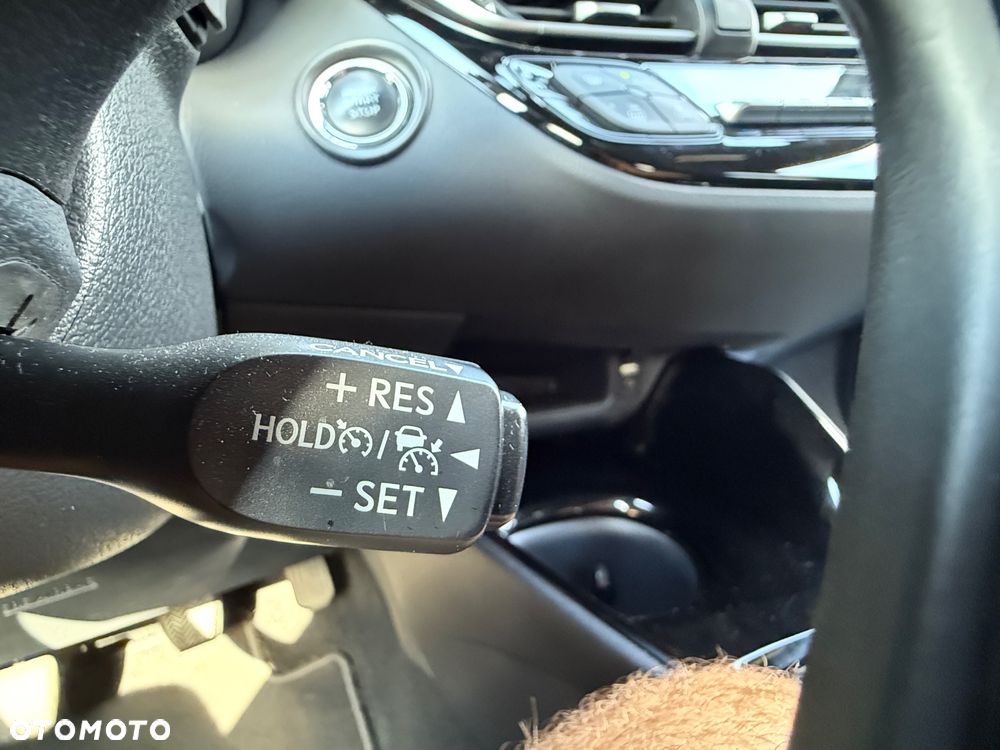 START
STOP
CANCEL▼
+ RES ▲
HOLD / ◄
− SET ▼
OTOMOTO